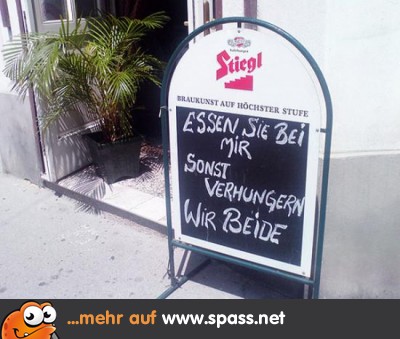 Stiegl
BRAUKUNST AUF HÖCHSTER STUFE
ESSEN SIE BEI
MIR
SONST
VERHUNGERN
WIR BEIDE
...mehr auf www.spass.net